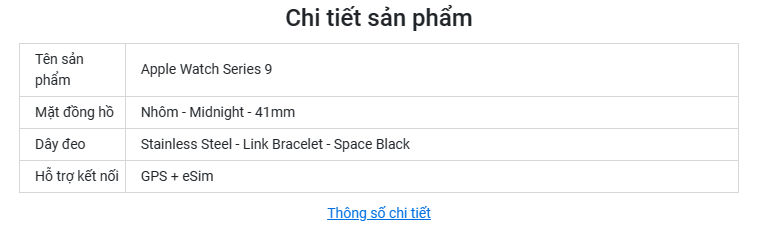 Chi tiết sản phẩm
Tên sản
phẩm
Apple Watch Series 9
Mặt đồng hồ
Nhôm - Midnight - 41mm
Dây đeo
Stainless Steel - Link Bracelet - Space Black
Hỗ trợ kết nối
GPS + eSim
Thông số chi tiết